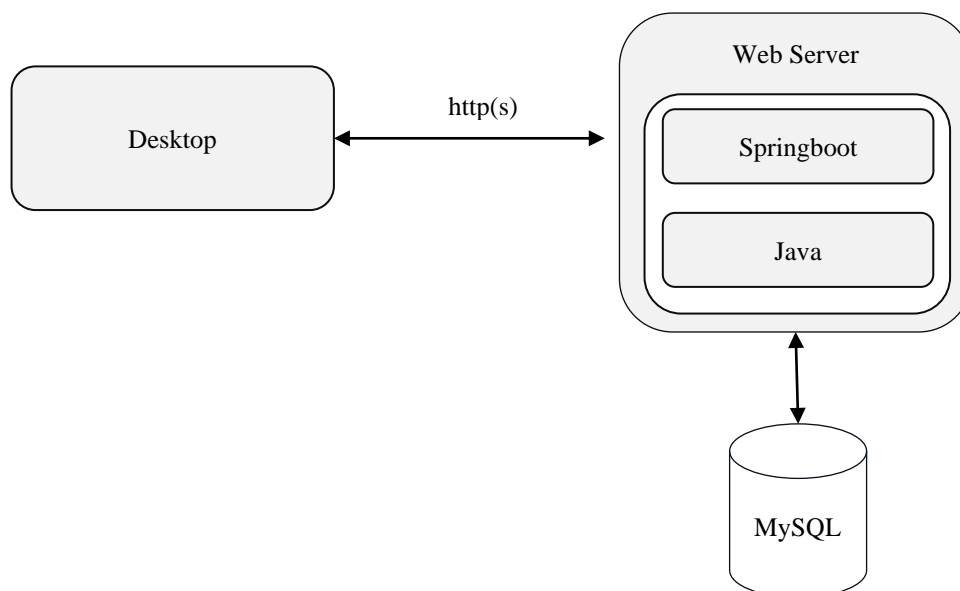 Web Server
Desktop
http(s)
Springboot
Java
MySQL